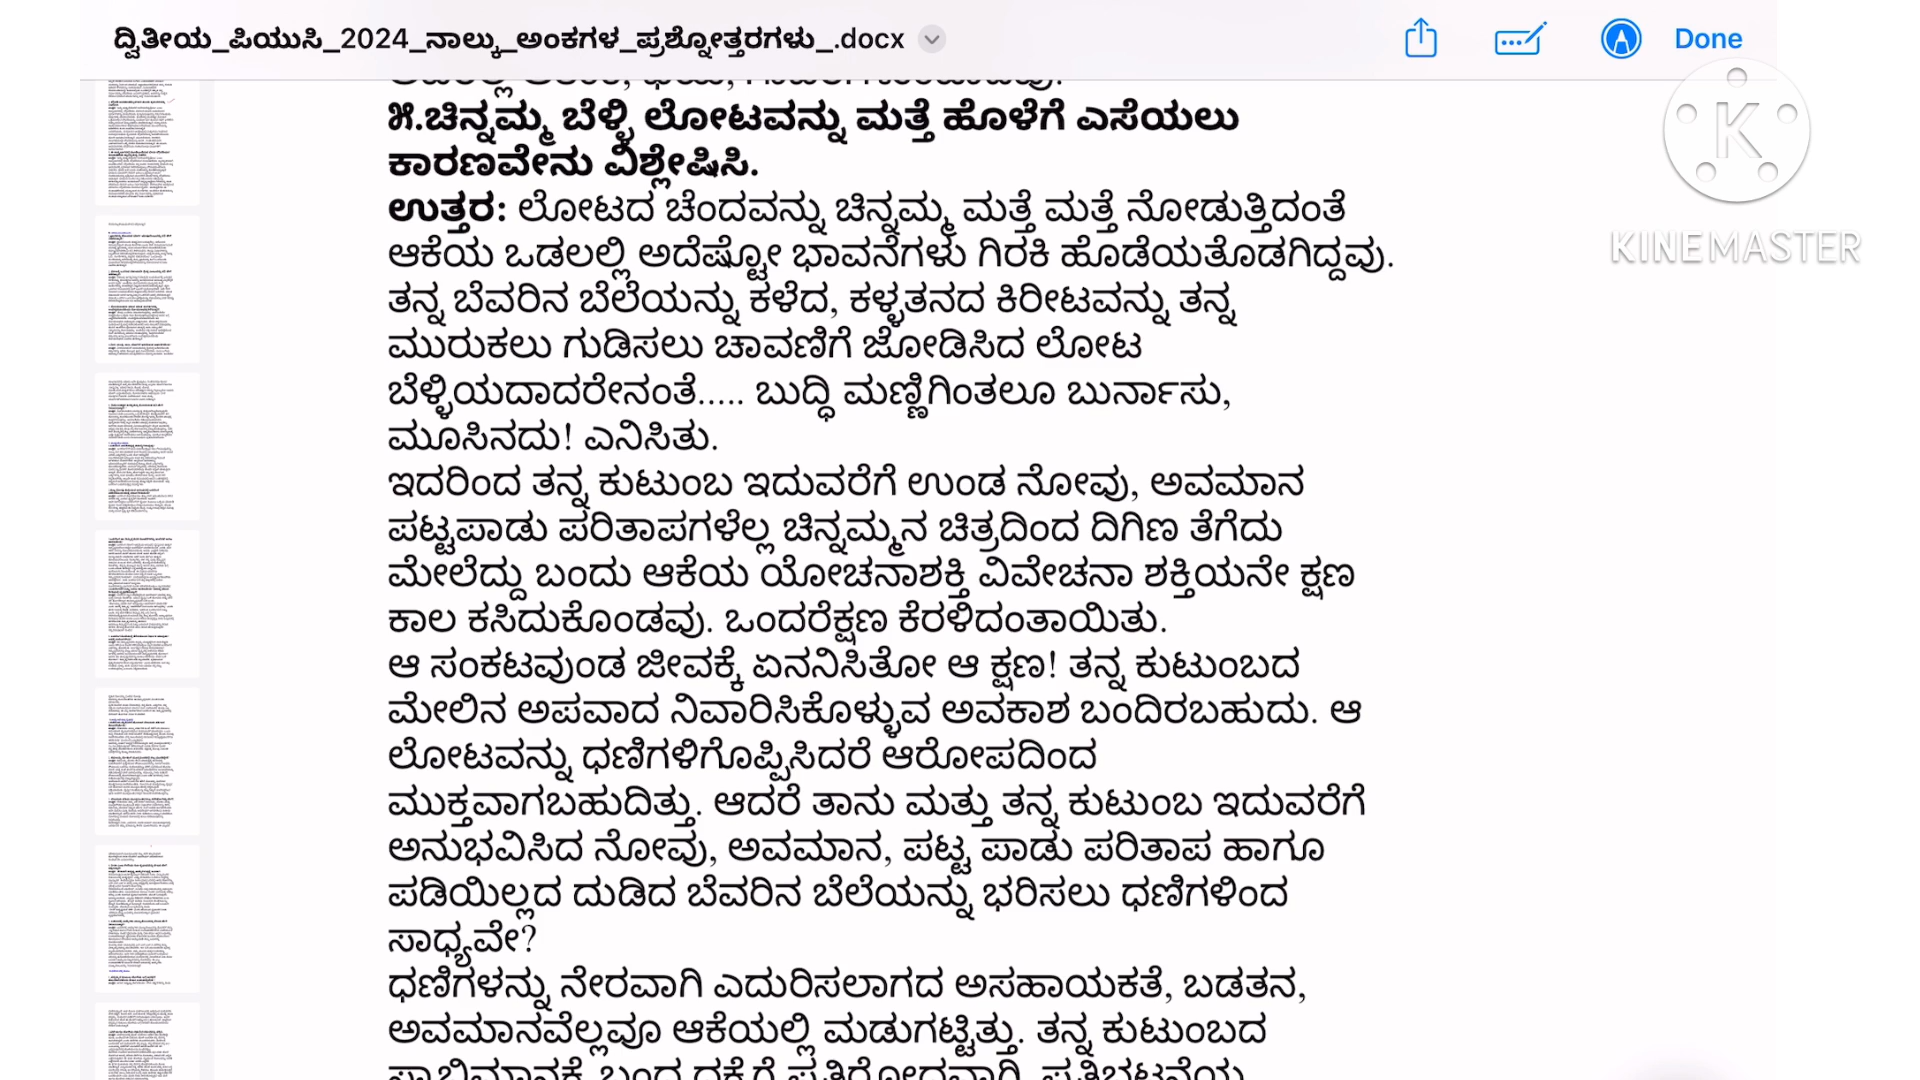 ದ್ವಿತೀಯ_ಪಿಯುಸಿ_2024_ನಾಲ್ಕು_ಅಂಕಗಳ_ಪ್ರಶ್ನೋತ್ತರಗಳು_.docx
Done
K
KINEMASTER
೫.ಚಿನ್ನಮ್ಮ ಬೆಳ್ಳಿ ಲೋಟವನ್ನು ಮತ್ತೆ ಹೊಳೆಗೆ ಎಸೆಯಲು
ಕಾರಣವೇನು ವಿಶ್ಲೇಷಿಸಿ.
ಉತ್ತರ: ಲೋಟದ ಚೆಂದವನ್ನು ಚಿನ್ನಮ್ಮ ಮತ್ತೆ ಮತ್ತೆ ನೋಡುತ್ತಿದಂತೆ
ಆಕೆಯ ಒಡಲಲ್ಲಿ ಅದೆಷ್ಟೋ ಭಾವನೆಗಳು ಗಿರಕಿ ಹೊಡೆಯತೊಡಗಿದ್ದವು.
ತನ್ನ ಬೆವರಿನ ಬೆಲೆಯನ್ನು ಕಳೆದ, ಕಳ್ಳತನದ ಕಿರೀಟವನ್ನು ತನ್ನ
ಮುರುಕಲು ಗುಡಿಸಲು ಚಾವಣಿಗೆ ಜೋಡಿಸಿದ ಲೋಟ
ಬೆಳ್ಳಿಯದಾದರೇನಂತೆ..... ಬುದ್ಧಿ ಮಣ್ಣಿಗಿಂತಲೂ ಬುರ್ನಾಸು,
ಮೂಸಿನದು! ಎನಿಸಿತು.
ಇದರಿಂದ ತನ್ನ ಕುಟುಂಬ ಇದುವರೆಗೆ ಉಂಡ ನೋವು, ಅವಮಾನ
ಪಟ್ಟಪಾಡು ಪರಿತಾಪಗಳೆಲ್ಲ ಚಿನ್ನಮ್ಮನ ಚಿತ್ರದಿಂದ ದಿಗಿಣ ತೆಗೆದು
ಮೇಲೆದ್ದು ಬಂದು ಆಕೆಯ ಯೋಚನಾಶಕ್ತಿ ವಿವೇಚನಾ ಶಕ್ತಿಯನೇ ಕ್ಷಣ
ಕಾಲ ಕಸಿದುಕೊಂಡವು. ಒಂದರೆಕ್ಷಣ ಕೆರಳಿದಂತಾಯಿತು.
ಆ ಸಂಕಟವುಂಡ ಜೀವಕ್ಕೆ ಏನನಿಸಿತೋ ಆ ಕ್ಷಣ! ತನ್ನ ಕುಟುಂಬದ
ಮೇಲಿನ ಅಪವಾದ ನಿವಾರಿಸಿಕೊಳ್ಳುವ ಅವಕಾಶ ಬಂದಿರಬಹುದು. ಆ
ಲೋಟವನ್ನು ಧಣಿಗಳಿಗೊಪ್ಪಿಸಿದರೆ ಆರೋಪದಿಂದ
ಮುಕ್ತವಾಗಬಹುದಿತ್ತು. ಆದರೆ ತಾನು ಮತ್ತು ತನ್ನ ಕುಟುಂಬ ಇದುವರೆಗೆ
ಅನುಭವಿಸಿದ ನೋವು, ಅವಮಾನ, ಪಟ್ಟ ಪಾಡು ಪರಿತಾಪ ಹಾಗೂ
ಪಡಿಯಿಲ್ಲದ ದುಡಿದ ಬೆವರಿನ ಬೆಲೆಯನ್ನು ಭರಿಸಲು ಧಣಿಗಳಿಂದ
ಸಾಧ್ಯವೇ?
ಧಣಿಗಳನ್ನು ನೇರವಾಗಿ ಎದುರಿಸಲಾಗದ ಅಸಹಾಯಕತೆ, ಬಡತನ,
ಅವಮಾನವೆಲ್ಲವೂ ಆಕೆಯಲ್ಲಿ ಮಡುಗಟ್ಟಿತ್ತು. ತನ್ನ ಕುಟುಂಬದ